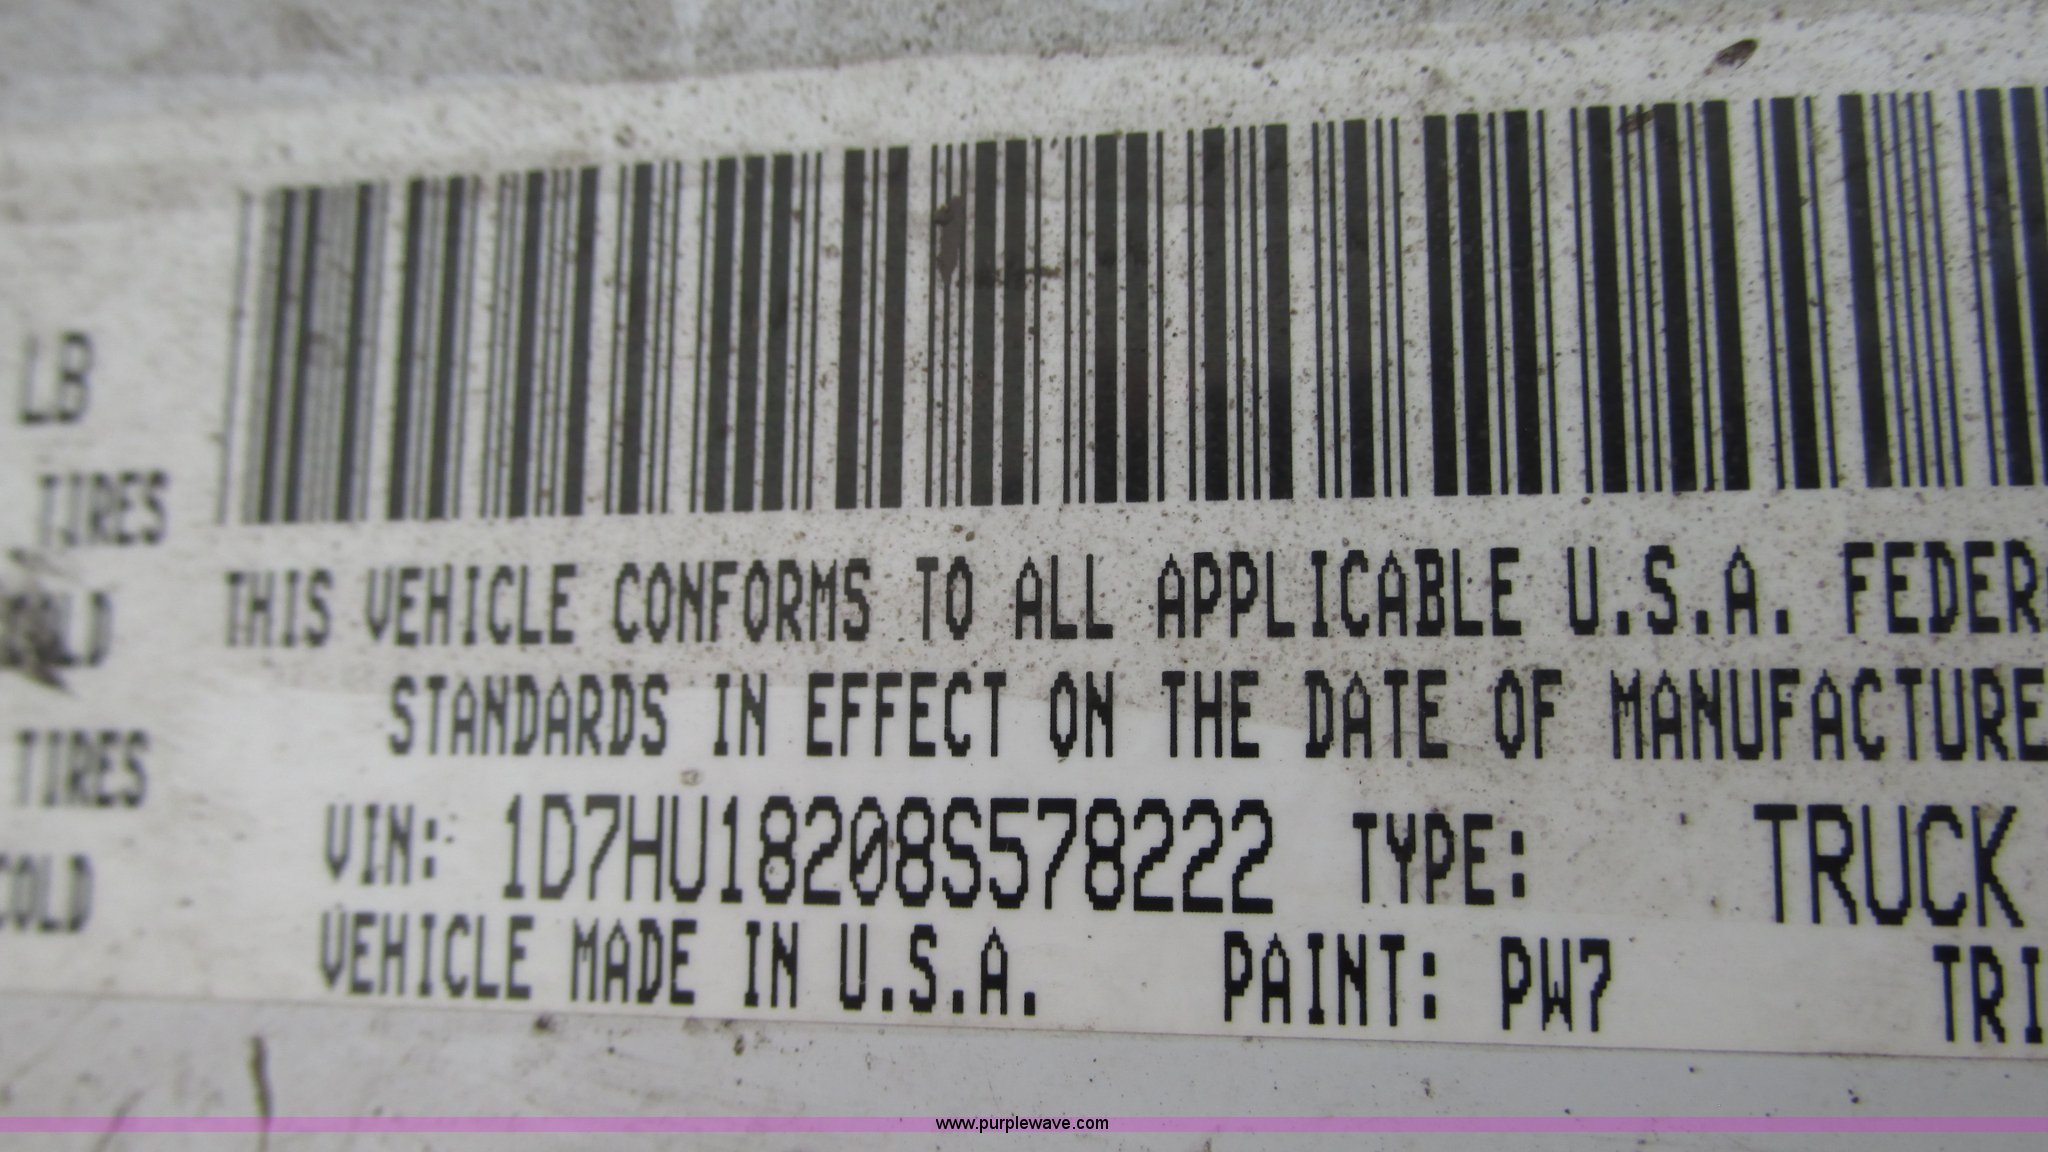 LB
TIRES
COLD
TIRES
COLD
THIS VEHICLE CONFORMS TO ALL APPLICABLE U.S.A. FEDER
STANDARDS IN EFFECT ON THE DATE OF MANUFACTURE
VIN: 1D7HU18208S578222 TYPE: TRUCK
VEHICLE MADE IN U.S.A. PAINT: PW7 TRI
www.purplewave.com